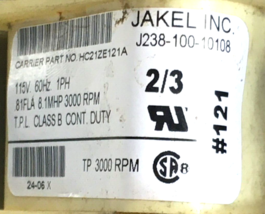 JAKEL INC.
J238-100-10108
CARRIER PART NO. HC21ZE121A
115V 60Hz 1PH
.81FLA 8.1MHP 3000 RPM
T.P.L. CLASS B CONT. DUTY
2/3
#121
TP 3000 RPM
24-06 X